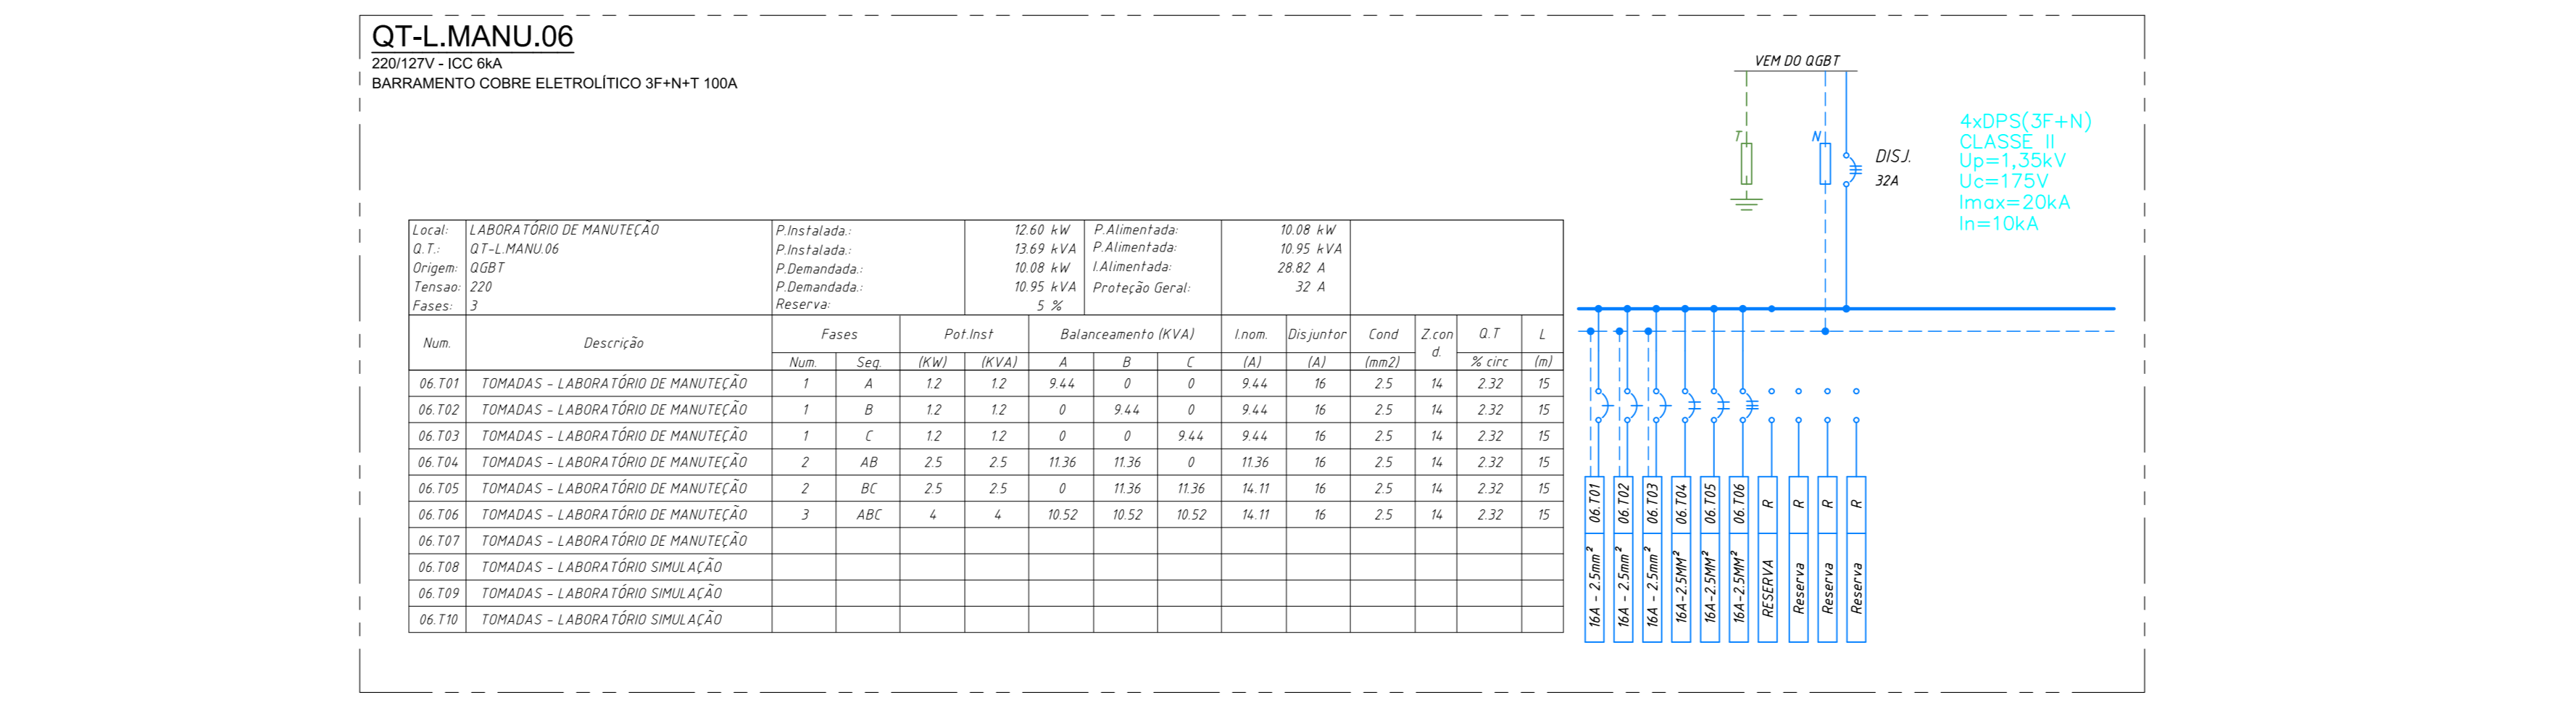 QT-L.MANU.06
220/127V - ICC 6kA
BARRAMENTO COBRE ELETROLÍTICO 3F+N+T 100A
VEM DO QGBT
T
N
DISJ.
32A
4xDPS(3F+N)
CLASSE II
Up=1,35kV
Uc=175V
Imax=20kA
In=10kA
Local: LABORATÓRIO DE MANUTEÇÃO P.Instalada.: 12.60 kW P.Alimentada: 10.08 kW
Q.T.: QT-L.MANU.06 P.Instalada.: 13.69 kVA P.Alimentada: 10.95 kVA
Origem: QGBT P.Demandada.: 10.08 kW I.Alimentada: 28.82 A
Tensao: 220 P.Demandada.: 10.95 kVA Proteção Geral: 32 A
Fases: 3 Reserva: 5 %
Num. Descrição Fases Pot.Inst Balanceamento (KVA) I.nom. Disjuntor Cond Z.con d. Q.T L
Num. Seq. (KW) (KVA) A B C (A) (A) (mm2) % circ (m)
06.T01 TOMADAS - LABORATÓRIO DE MANUTEÇÃO 1 A 1.2 1.2 9.44 0 0 9.44 16 2.5 14 2.32 15
06.T02 TOMADAS - LABORATÓRIO DE MANUTEÇÃO 1 B 1.2 1.2 0 9.44 0 9.44 16 2.5 14 2.32 15
06.T03 TOMADAS - LABORATÓRIO DE MANUTEÇÃO 1 C 1.2 1.2 0 0 9.44 9.44 16 2.5 14 2.32 15
06.T04 TOMADAS - LABORATÓRIO DE MANUTEÇÃO 2 AB 2.5 2.5 11.36 11.36 0 11.36 16 2.5 14 2.32 15
06.T05 TOMADAS - LABORATÓRIO DE MANUTEÇÃO 2 BC 2.5 2.5 0 11.36 11.36 14.11 16 2.5 14 2.32 15
06.T06 TOMADAS - LABORATÓRIO DE MANUTEÇÃO 3 ABC 4 4 10.52 10.52 10.52 14.11 16 2.5 14 2.32 15
06.T07 TOMADAS - LABORATÓRIO DE MANUTEÇÃO
06.T08 TOMADAS - LABORATÓRIO SIMULAÇÃO
06.T09 TOMADAS - LABORATÓRIO SIMULAÇÃO
06.T10 TOMADAS - LABORATÓRIO SIMULAÇÃO
16A - 2.5mm² 06.T01
16A - 2.5mm² 06.T02
16A - 2.5mm² 06.T03
16A-2.5MM² 06.T04
16A-2.5MM² 06.T05
16A-2.5MM² 06.T06
RESERVA R
Reserva R
Reserva R
Reserva R